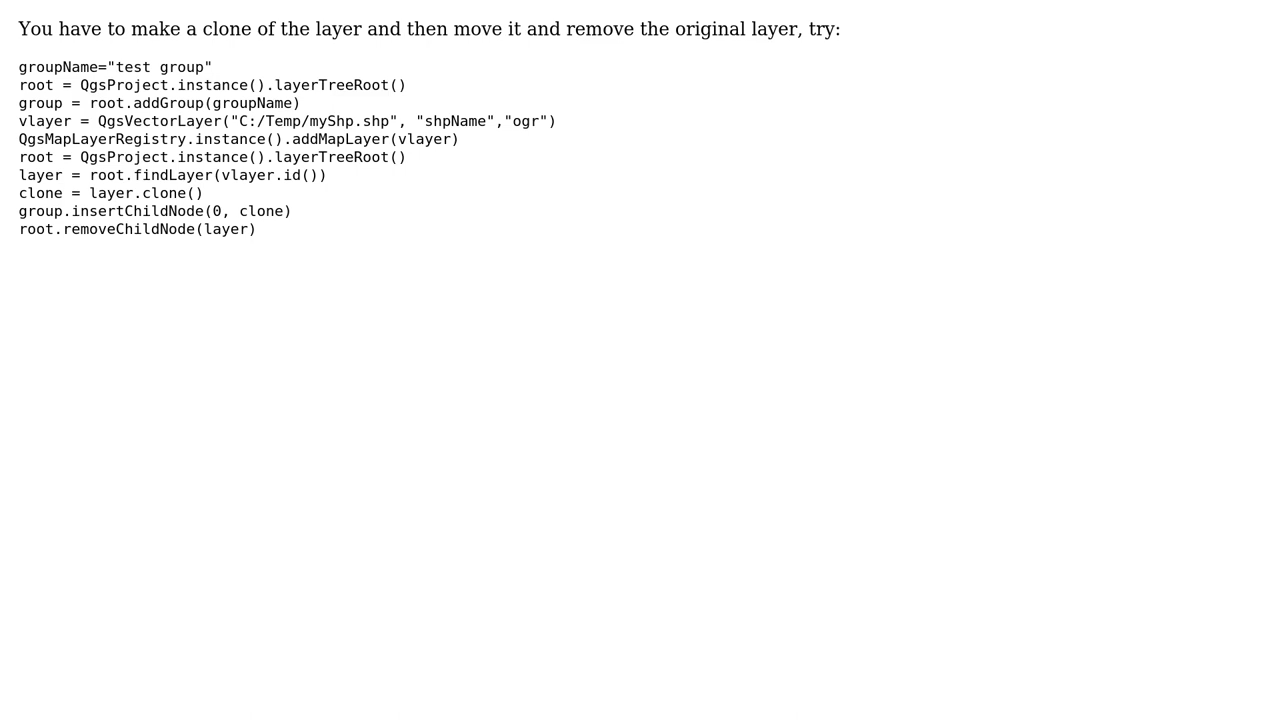 You have to make a clone of the layer and then move it and remove the original layer, try:
groupName="test group"
root = QgsProject.instance().layerTreeRoot()
group = root.addGroup(groupName)
vlayer = QgsVectorLayer("C:/Temp/myShp.shp", "shpName","ogr")
QgsMapLayerRegistry.instance().addMapLayer(vlayer)
root = QgsProject.instance().layerTreeRoot()
layer = root.findLayer(vlayer.id())
clone = layer.clone()
group.insertChildNode(0, clone)
root.removeChildNode(layer)